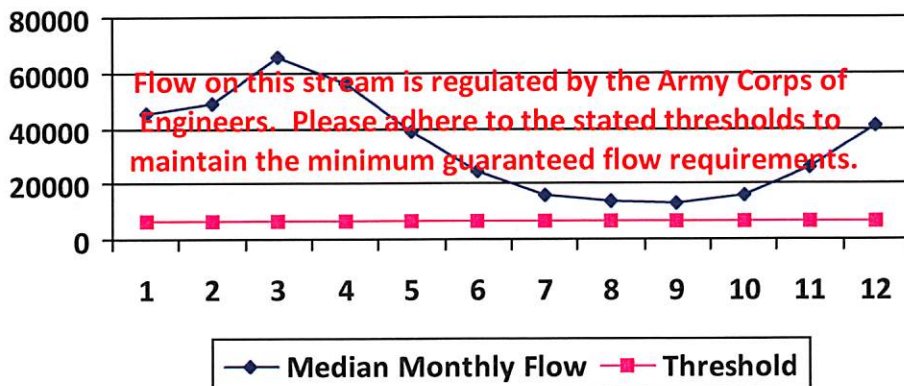 80000
60000
40000
20000
0
Flow on this stream is regulated by the Army Corps of
Engineers. Please adhere to the stated thresholds to
maintain the minimum guaranteed flow requirements.
1 2 3 4 5 6 7 8 9 10 11 12
Median Monthly Flow Threshold